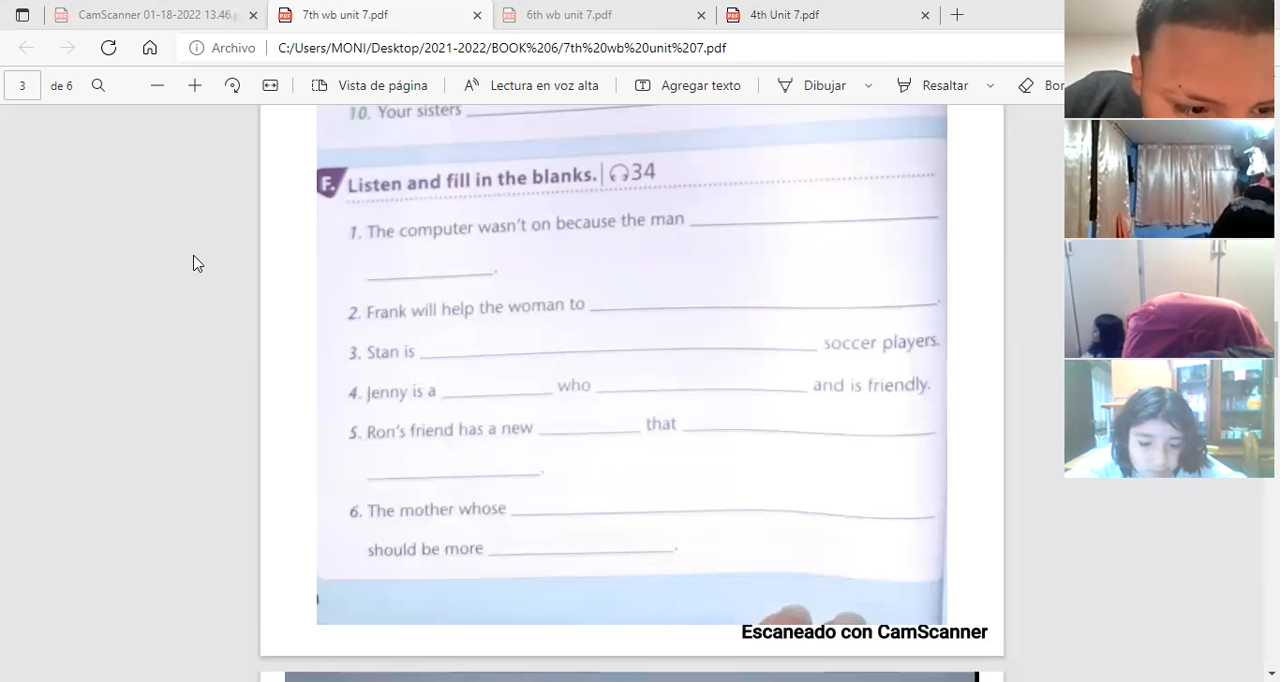 CamScanner 01-18-2022 13.46.p
7th wb unit 7.pdf
6th wb unit 7.pdf
4th Unit 7.pdf
Archivo
C:/Users/MONI/Desktop/2021-2022/BOOK%206/7th%20wb%20unit%207.pdf
3 de 6
Vista de página
Lectura en voz alta
Agregar texto
Dibujar
Resaltar
Bor
10. Your sisters
F. Listen and fill in the blanks. 34
1. The computer wasn't on because the man
.
2. Frank will help the woman to .
3. Stan is soccer players.
4. Jenny is a who and is friendly.
5. Ron's friend has a new that
.
6. The mother whose
should be more .
Escaneado con CamScanner